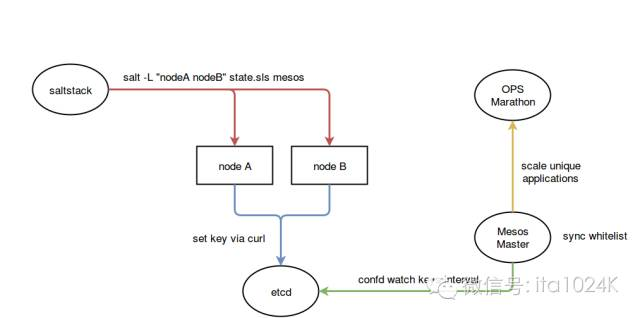 salt -L "nodeA nodeB" state.sls mesos
saltstack
OPS
Marathon
node A
node B
scale unique
applications
set key via curl
Mesos
Master
sync whitelist
confd watch key interval
微信号: ita1024K
etcd